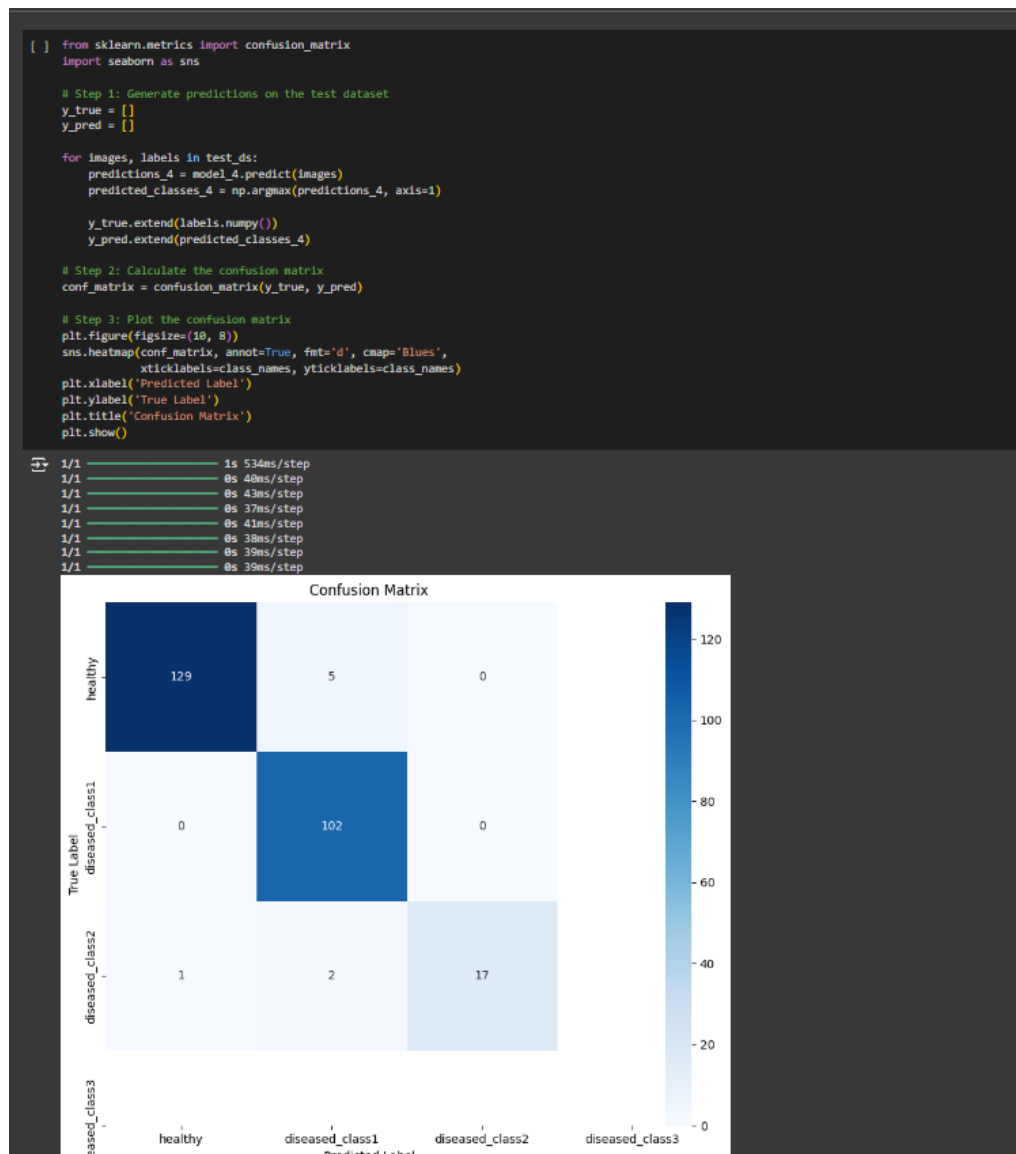 [ ] from sklearn.metrics import confusion_matrix
import seaborn as sns
# Step 1: Generate predictions on the test dataset
y_true = []
y_pred = []
for images, labels in test_ds:
predictions_4 = model_4.predict(images)
predicted_classes_4 = np.argmax(predictions_4, axis=1)
y_true.extend(labels.numpy())
y_pred.extend(predicted_classes_4)
# Step 2: Calculate the confusion matrix
conf_matrix = confusion_matrix(y_true, y_pred)
# Step 3: Plot the confusion matrix
plt.figure(figsize=(10, 8))
sns.heatmap(conf_matrix, annot=True, fmt='d', cmap='Blues',
xticklabels=class_names, yticklabels=class_names)
plt.xlabel('Predicted Label')
plt.ylabel('True Label')
plt.title('Confusion Matrix')
plt.show()
1/1 1s 534ms/step
1/1 0s 40ms/step
1/1 0s 43ms/step
1/1 0s 37ms/step
1/1 0s 41ms/step
1/1 0s 38ms/step
1/1 0s 39ms/step
1/1 0s 39ms/step
Confusion Matrix
True Label
healthy
129 5 0
diseased_class1
0 102 0
diseased_class2
1 2 17
eased_class3
120
100
80
60
40
20
0
healthy diseased_class1 diseased_class2 diseased_class3